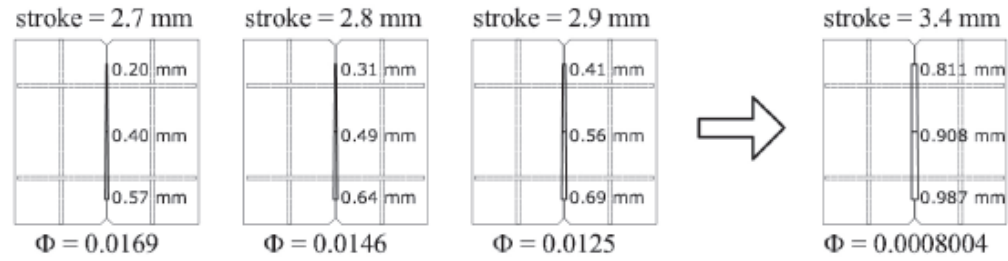 stroke = 2.7 mm
0.20 mm
0.40 mm
0.57 mm
Φ = 0.0169
stroke = 2.8 mm
0.31 mm
0.49 mm
0.64 mm
Φ = 0.0146
stroke = 2.9 mm
0.41 mm
0.56 mm
0.69 mm
Φ = 0.0125
stroke = 3.4 mm
0.811 mm
0.908 mm
0.987 mm
Φ = 0.0008004